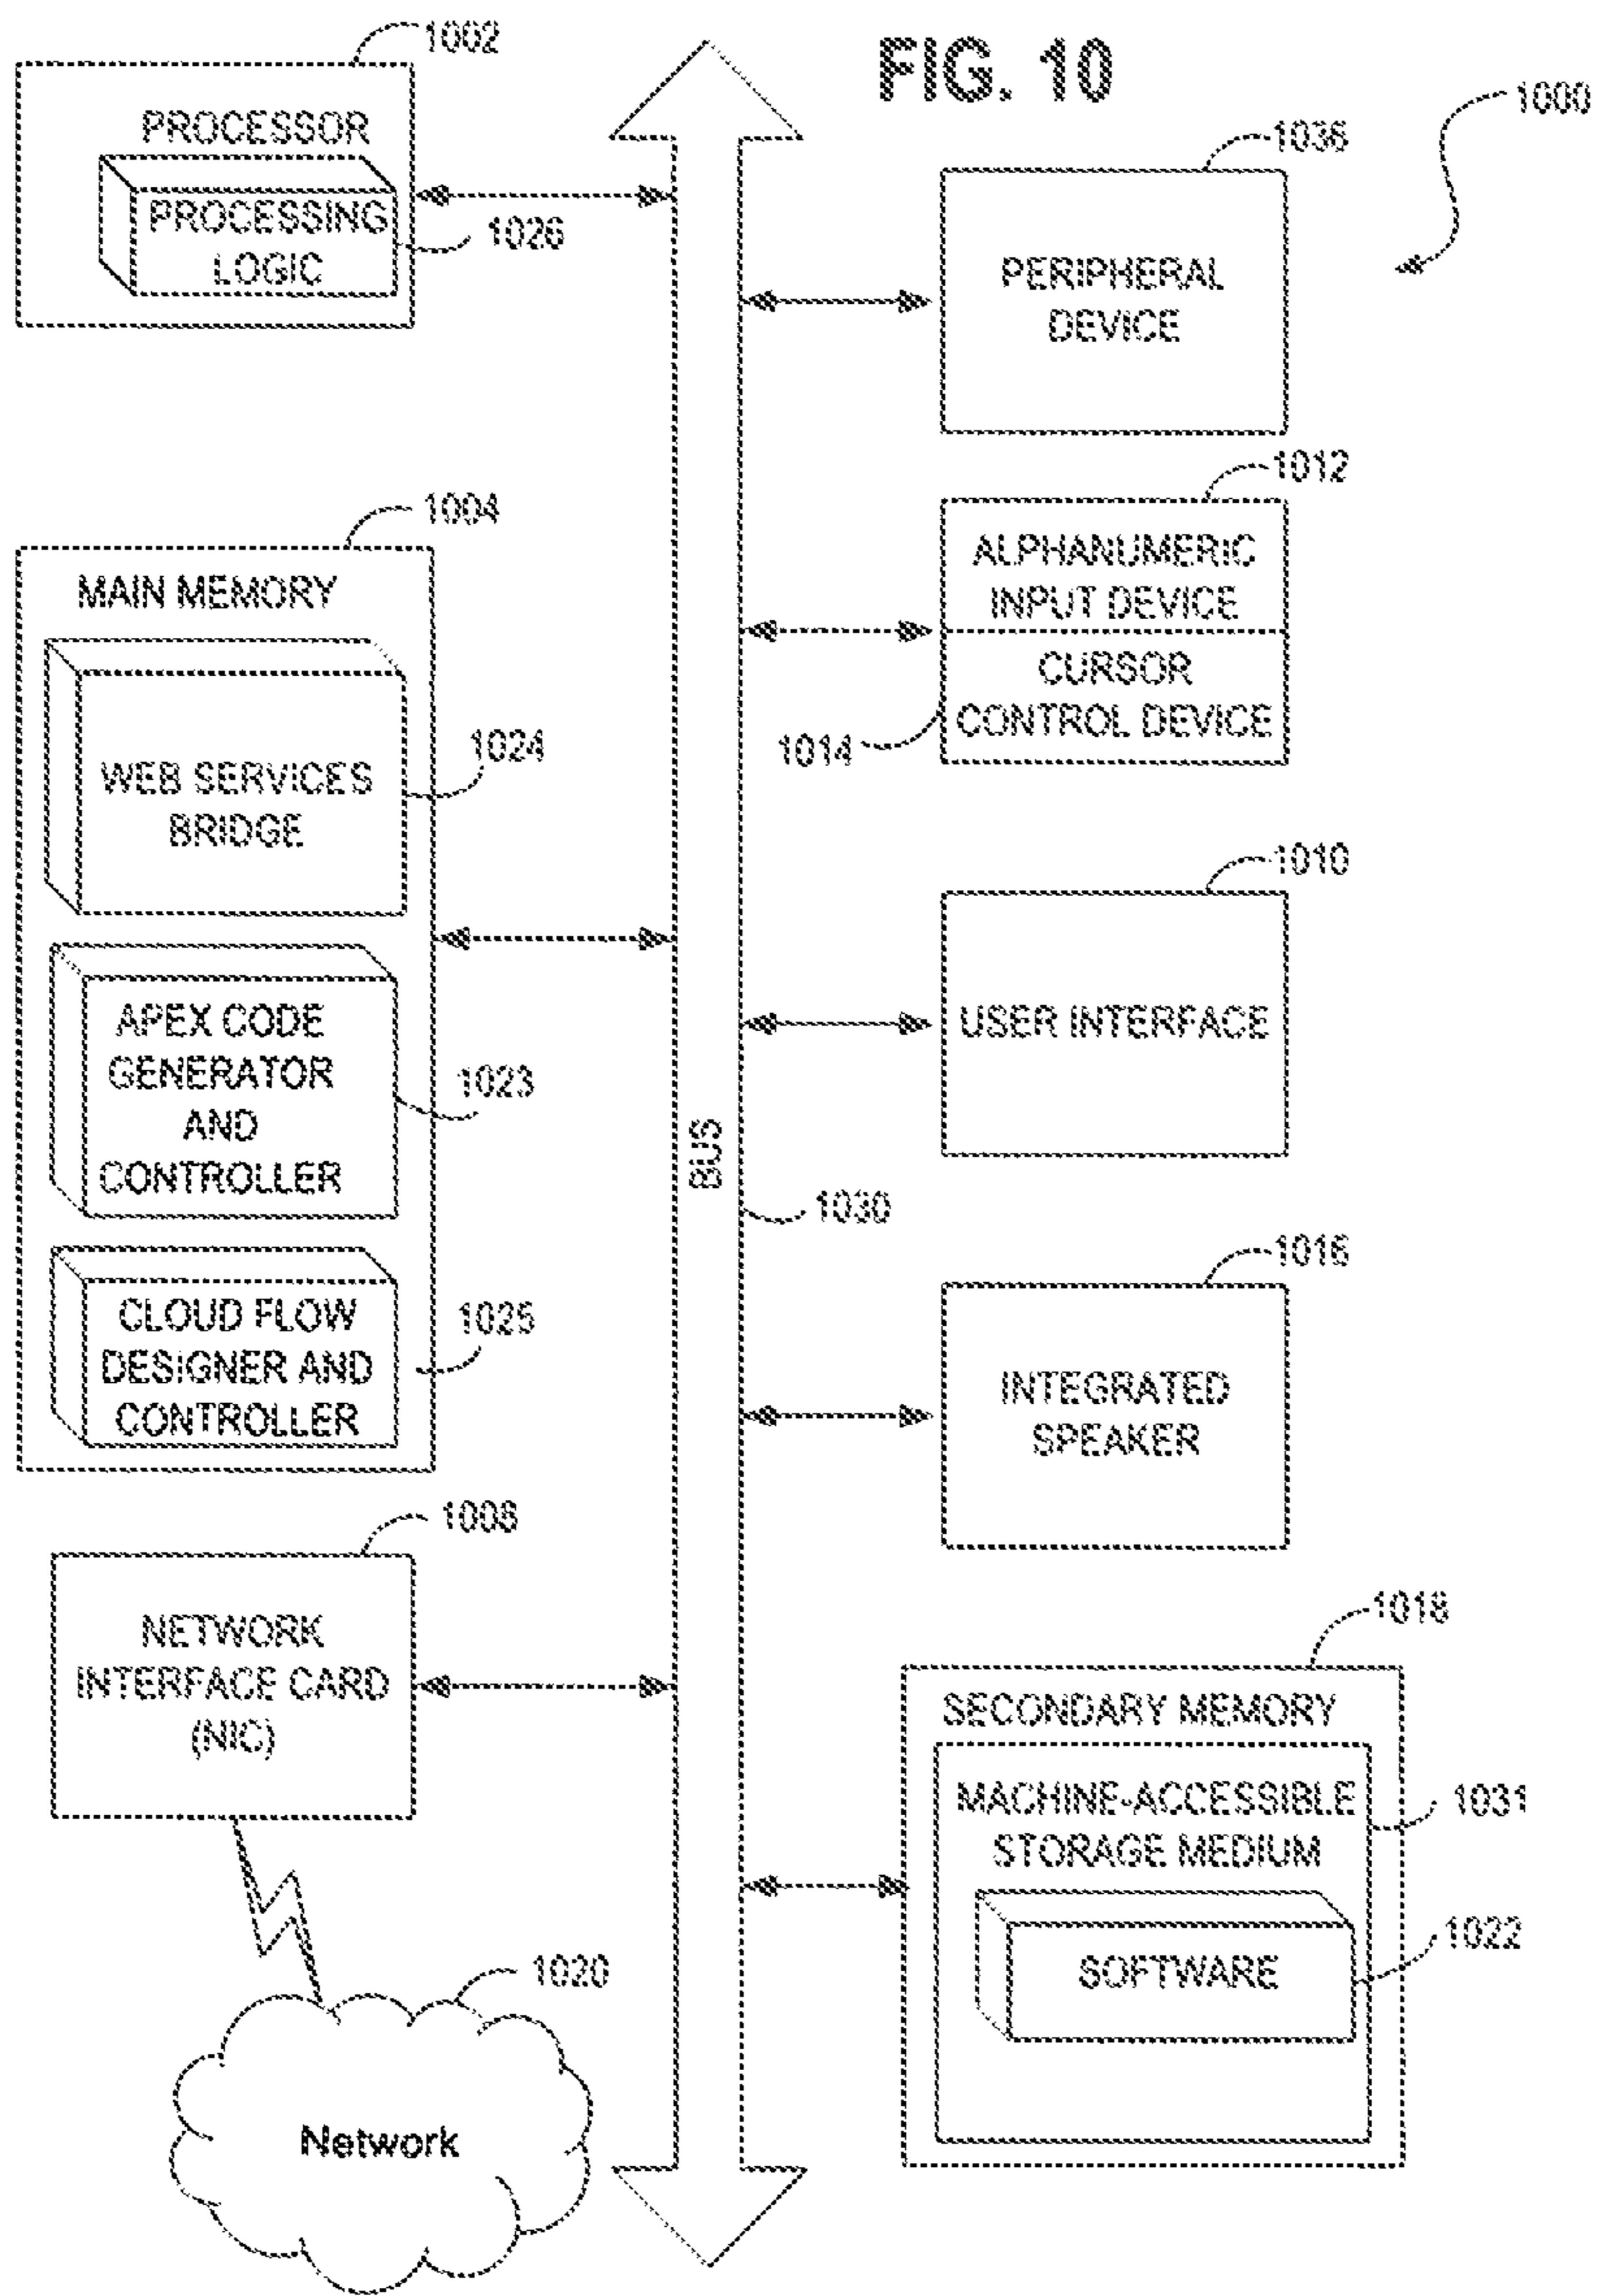 FIG. 10
1000
1002
PROCESSOR
PROCESSING
LOGIC
1026
1004
MAIN MEMORY
WEB SERVICES
BRIDGE
1024
APEX CODE
GENERATOR
AND
CONTROLLER
1023
CLOUD FLOW
DESIGNER AND
CONTROLLER
1025
1008
NETWORK
INTERFACE CARD
(NIC)
1020
Network
BUS
1030
1036
PERIPHERAL
DEVICE
1012
ALPHANUMERIC
INPUT DEVICE
CURSOR
CONTROL DEVICE
1014
1010
USER INTERFACE
1016
INTEGRATED
SPEAKER
1018
SECONDARY MEMORY
MACHINE-ACCESSIBLE
STORAGE MEDIUM
1031
SOFTWARE
1022